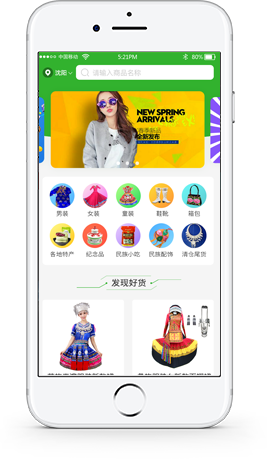 中国移动 5:21PM 80%
沈阳 请输入商品名称
NEW SPRING
ARRIVALS
春季新品
全新发布
男装 女装 童装 鞋靴 箱包
各地特产 纪念品 民族小吃 民族配饰 清仓尾货
发现好货